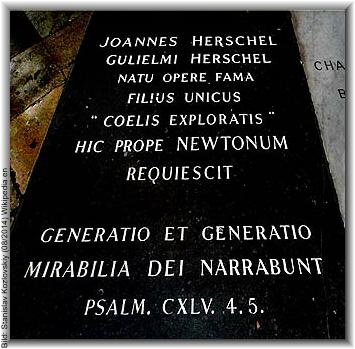 JOANNES HERSCHEL
GULIELMI HERSCHEL
NATU OPERE FAMA
FILIUS UNICUS
"COELIS EXPLORATIS"
HIC PROPE NEWTONUM
REQUIESCIT
GENERATIO ET GENERATIO
MIRABILIA DEI NARRABUNT
PSALM. CXLV. 4.5.
CHA
B
Bild: Stanislav Kozlovskiy (08/2014) Wikipedia.en